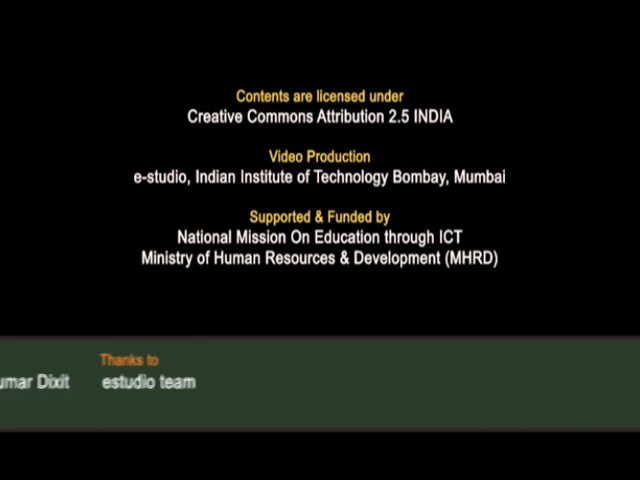 Contents are licensed under
Creative Commons Attribution 2.5 INDIA
Video Production
e-studio, Indian Institute of Technology Bombay, Mumbai
Supported & Funded by
National Mission On Education through ICT
Ministry of Human Resources & Development (MHRD)
Thanks to
Dixit estudio team